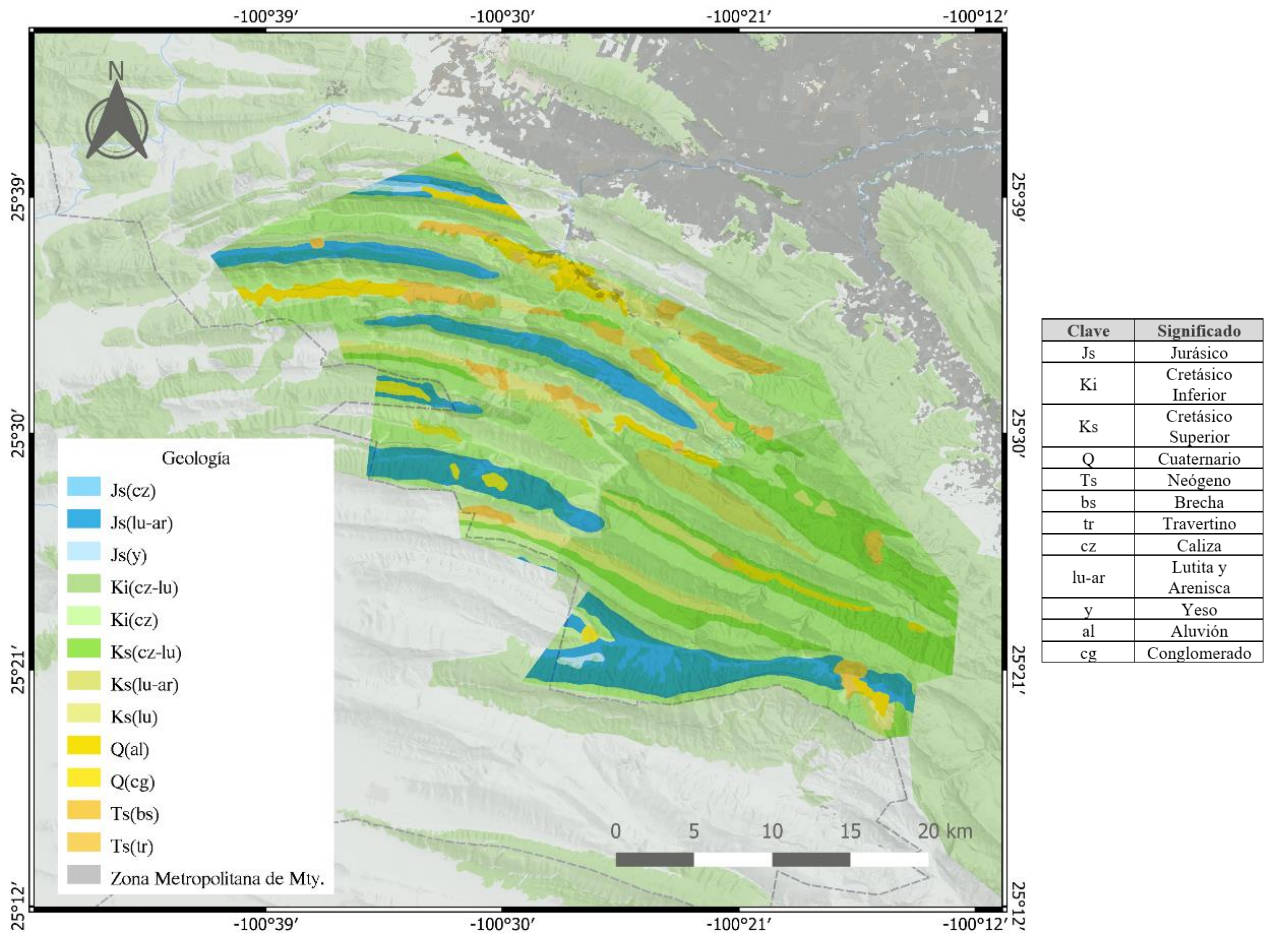 -100°39′ -100°30′ -100°21′ -100°12′
N
25°39′ 25°39′
25°30′ 25°30′
25°21′ 25°21′
25°12′ 25°12′
Geología
Js(cz)
Js(lu-ar)
Js(y)
Ki(cz-lu)
Ki(cz)
Ks(cz-lu)
Ks(lu-ar)
Ks(lu)
Q(al)
Q(cg)
Ts(bs)
Ts(tr)
Zona Metropolitana de Mty.
0 5 10 15 20 km
-100°39′ -100°30′ -100°21′ -100°12′
Clave Significado
Js Jurásico
Ki Cretásico
Inferior
Ks Cretásico
Superior
Q Cuaternario
Ts Neógeno
bs Brecha
tr Travertino
cz Caliza
lu-ar Lutita y
Arenisca
y Yeso
al Aluvión
cg Conglomerado